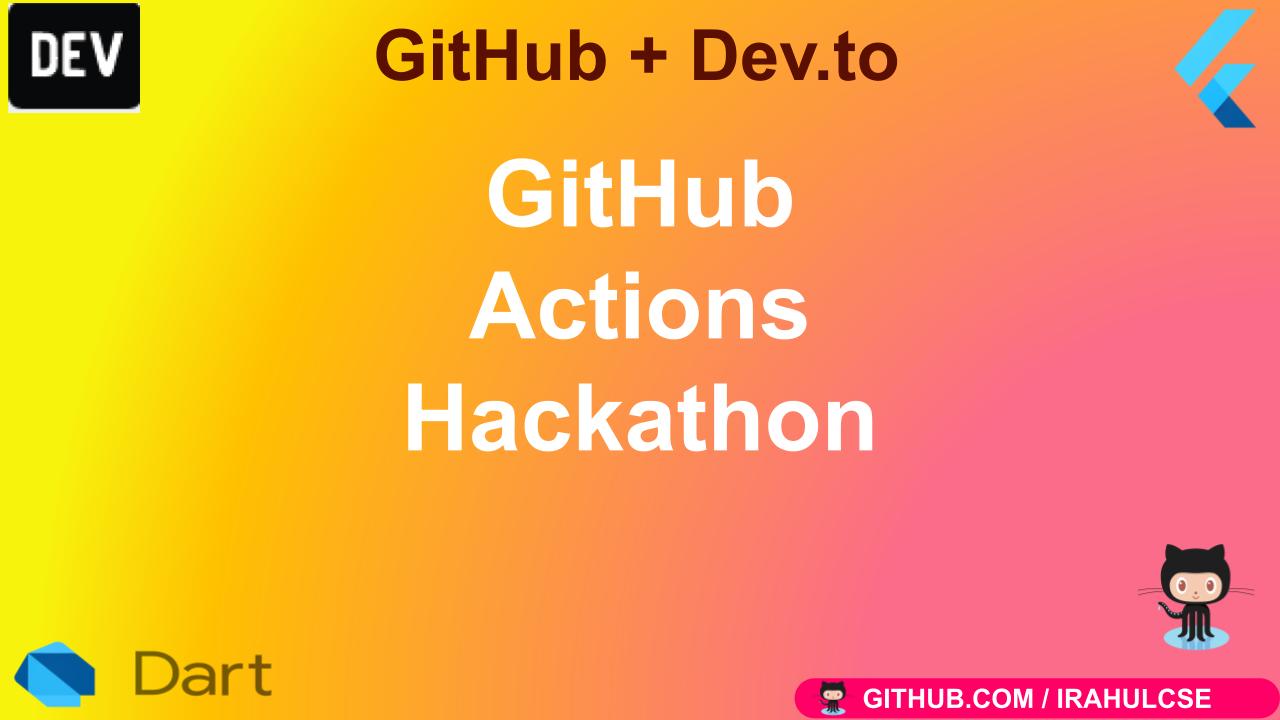 DEV
GitHub + Dev.to
GitHub
Actions
Hackathon
Dart
GITHUB.COM / IRAHULCSE